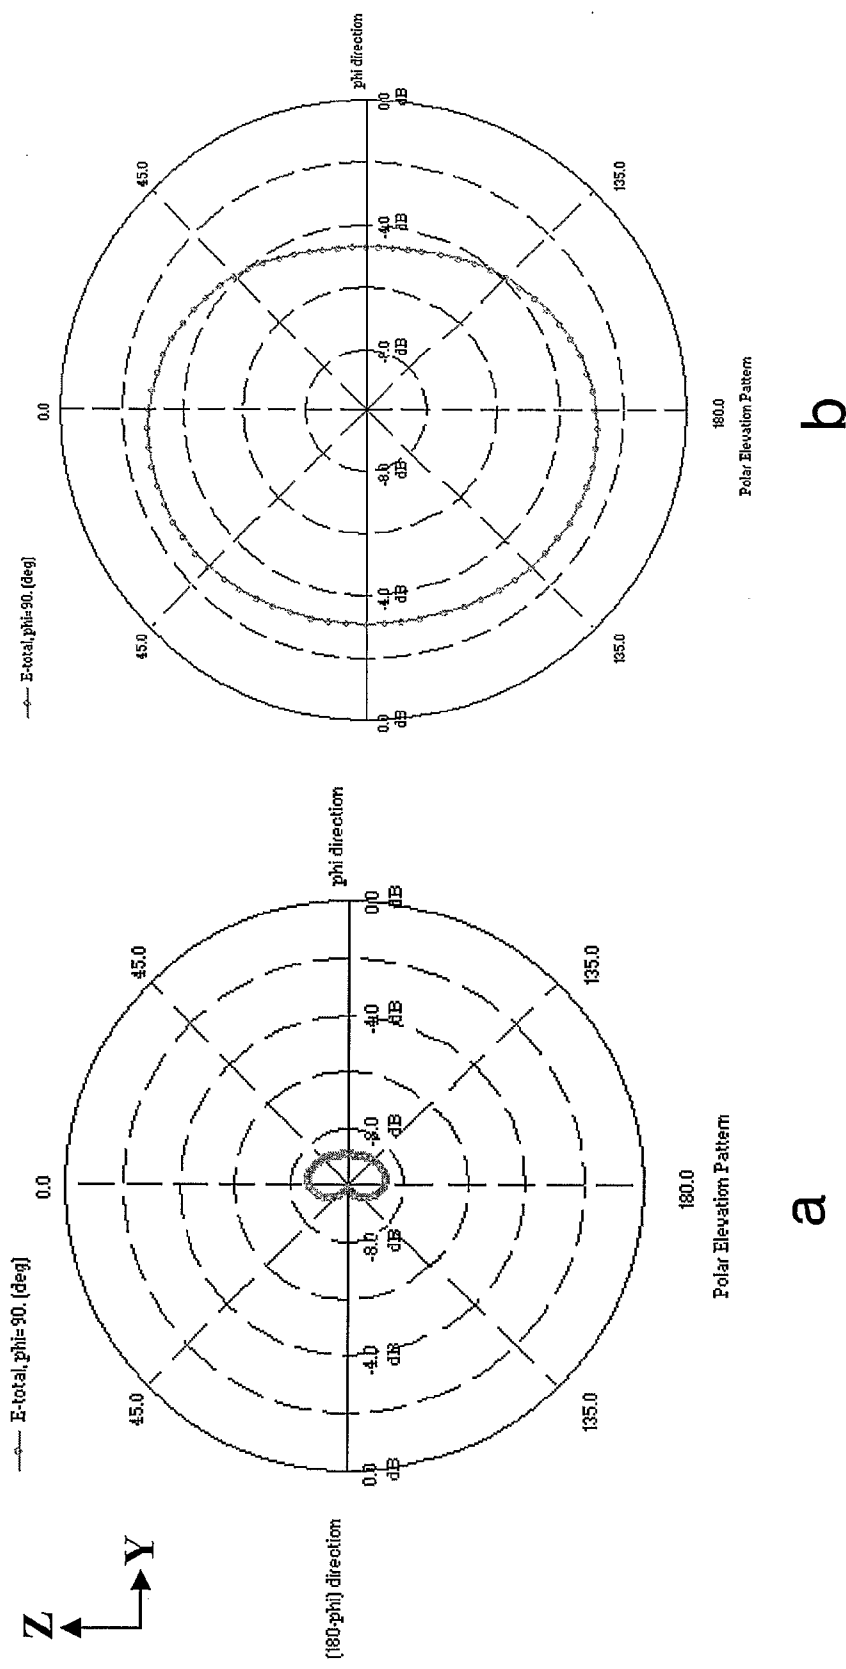 Z
Y
E-total, phi=90. (deg)
0.0
45.0
45.0
(180-phi) direction
phi direction
0.0
dB
-4.0
dB
-8.0
dB
-8.0
dB
-4.0
dB
0.0
dB
135.0
135.0
180.0
Polar Elevation Pattern
a
E-total, phi=90. (deg)
0.0
45.0
45.0
phi direction
0.0
dB
-4.0
dB
-8.0
dB
dB
-4.0
dB
0.0
dB
135.0
135.0
180.0
Polar Elevation Pattern
b